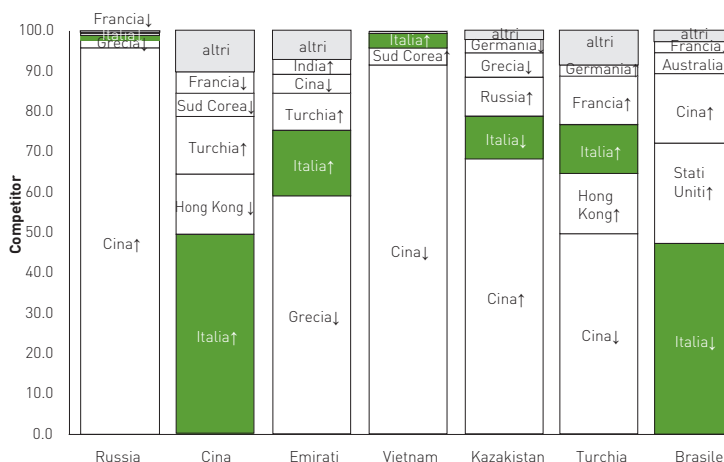 Francia↓
100.0
90.0
80.0
70.0
60.0
50.0
40.0
30.0
20.0
10.0
0.0
Competitor
Italia↓
Grecia↓
Cina↑
altri
Francia↓
Sud Corea↓
Turchia↑
Hong Kong ↓
Italia↑
altri
India↑
Cina↓
Turchia↑
Italia↑
Grecia↓
Italia↑
Sud Corea↑
Cina↓
altri
Germania↓
Grecia↓
Russia↑
Italia↓
Cina↑
altri
Germania↑
Francia↑
Italia↑
Hong
Kong↑
Cina↓
altri
Francia↓
Australia
Cina↑
Stati
Uniti↑
Italia↓
Russia
Cina
Emirati
Vietnam
Kazakistan
Turchia
Brasile